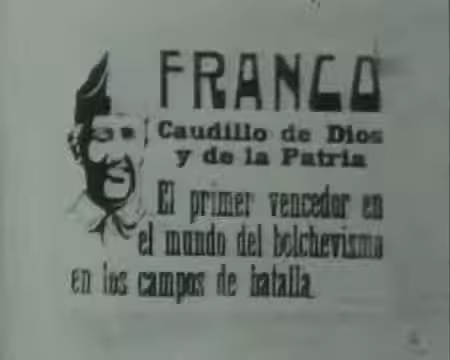 FRANCO
Caudillo de Dios
y de la Patria
El primer vencedor en
el mundo del bolchevismo
en los campos de batalla.